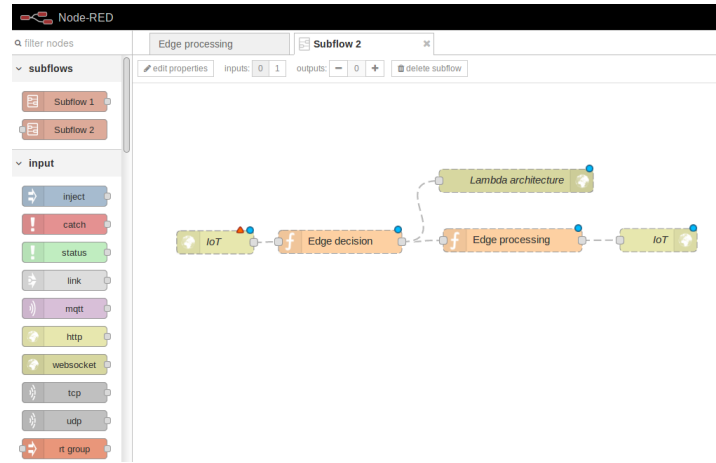 Node-RED
filter nodes
Edge processing
Subflow 2
subflows
edit properties
inputs: 0 1
outputs: 0
delete subflow
Subflow 1
Subflow 2
input
inject
catch
status
link
mqtt
http
websocket
tcp
udp
rt group
Lambda architecture
IoT
Edge decision
Edge processing
IoT